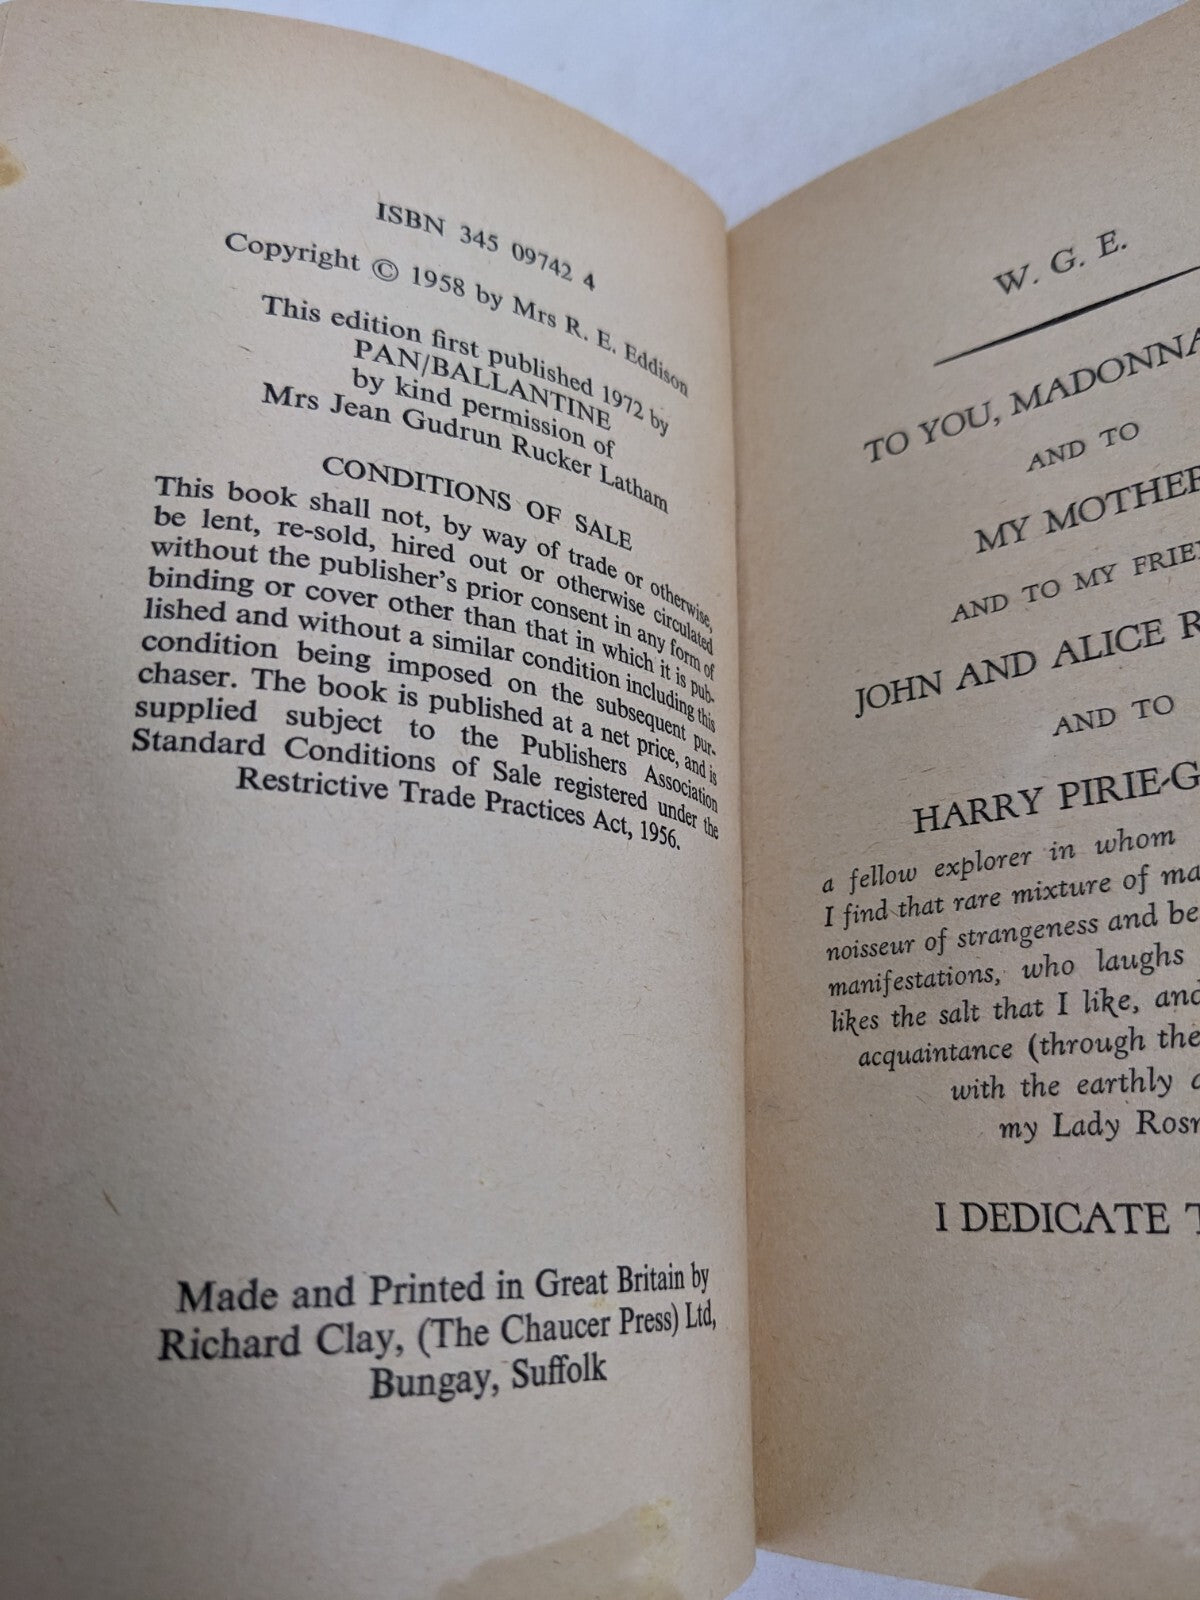 ISBN 345 09742 4
Copyright © 1958 by Mrs R. E. Eddison
This edition first published 1972 by
PAN/BALLANTINE
by kind permission of
Mrs Jean Gudrun Rucker Latham
CONDITIONS OF SALE
This book shall not, by way of trade or otherwise,
be lent, re-sold, hired out or otherwise circulated
without the publisher's prior consent in any form of
binding or cover other than that in which it is pub-
lished and without a similar condition including this
condition being imposed on the subsequent pur-
chaser. The book is published at a net price, and is
supplied subject to the Publishers Association
Standard Conditions of Sale registered under the
Restrictive Trade Practices Act, 1956.
Made and Printed in Great Britain by
Richard Clay, (The Chaucer Press) Ltd,
Bungay, Suffolk
W. G. E.
TO YOU, MADONNA
AND TO
MY MOTHER
AND TO MY
JOHN AND ALICE
AND TO
HARRY
a fellow explorer in whom
I find that rare mixture of
noisseur of strangeness and
manifestations, who laughs
likes the salt that I like, and
acquaintance (through the
with the earthly
my Lady
I DEDICATE